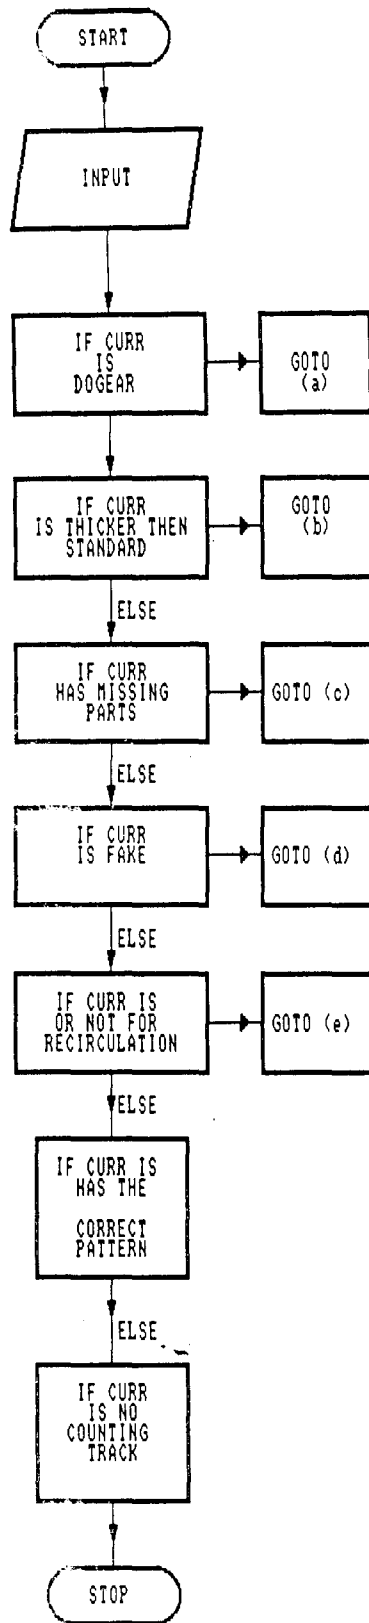 START
INPUT
IF CURR
IS
DOGEAR
GOTO
(a)
IF CURR
IS THICKER THEN
STANDARD
GOTO
(b)
ELSE
IF CURR
HAS MISSING
PARTS
GOTO (c)
ELSE
IF CURR
IS FAKE
GOTO (d)
ELSE
IF CURR IS
OR NOT FOR
RECIRCULATION
GOTO (e)
ELSE
IF CURR IS
HAS THE
CORRECT
PATTERN
ELSE
IF CURR
IS NO
COUNTING
TRACK
STOP